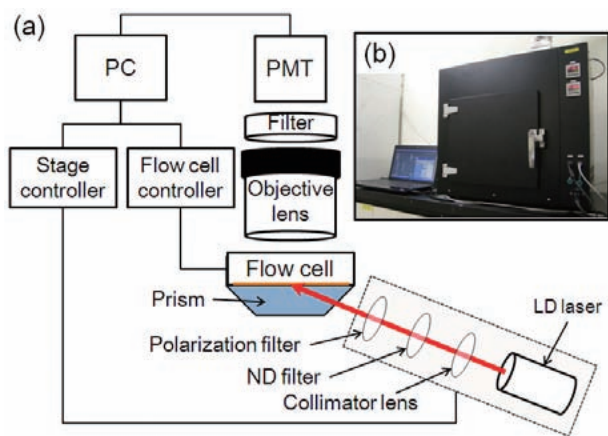 (a)
PC
PMT
Filter
Stage
controller
Flow cell
controller
Objective
lens
Flow cell
Prism
Polarization filter
ND filter
Collimator lens
LD laser
(b)